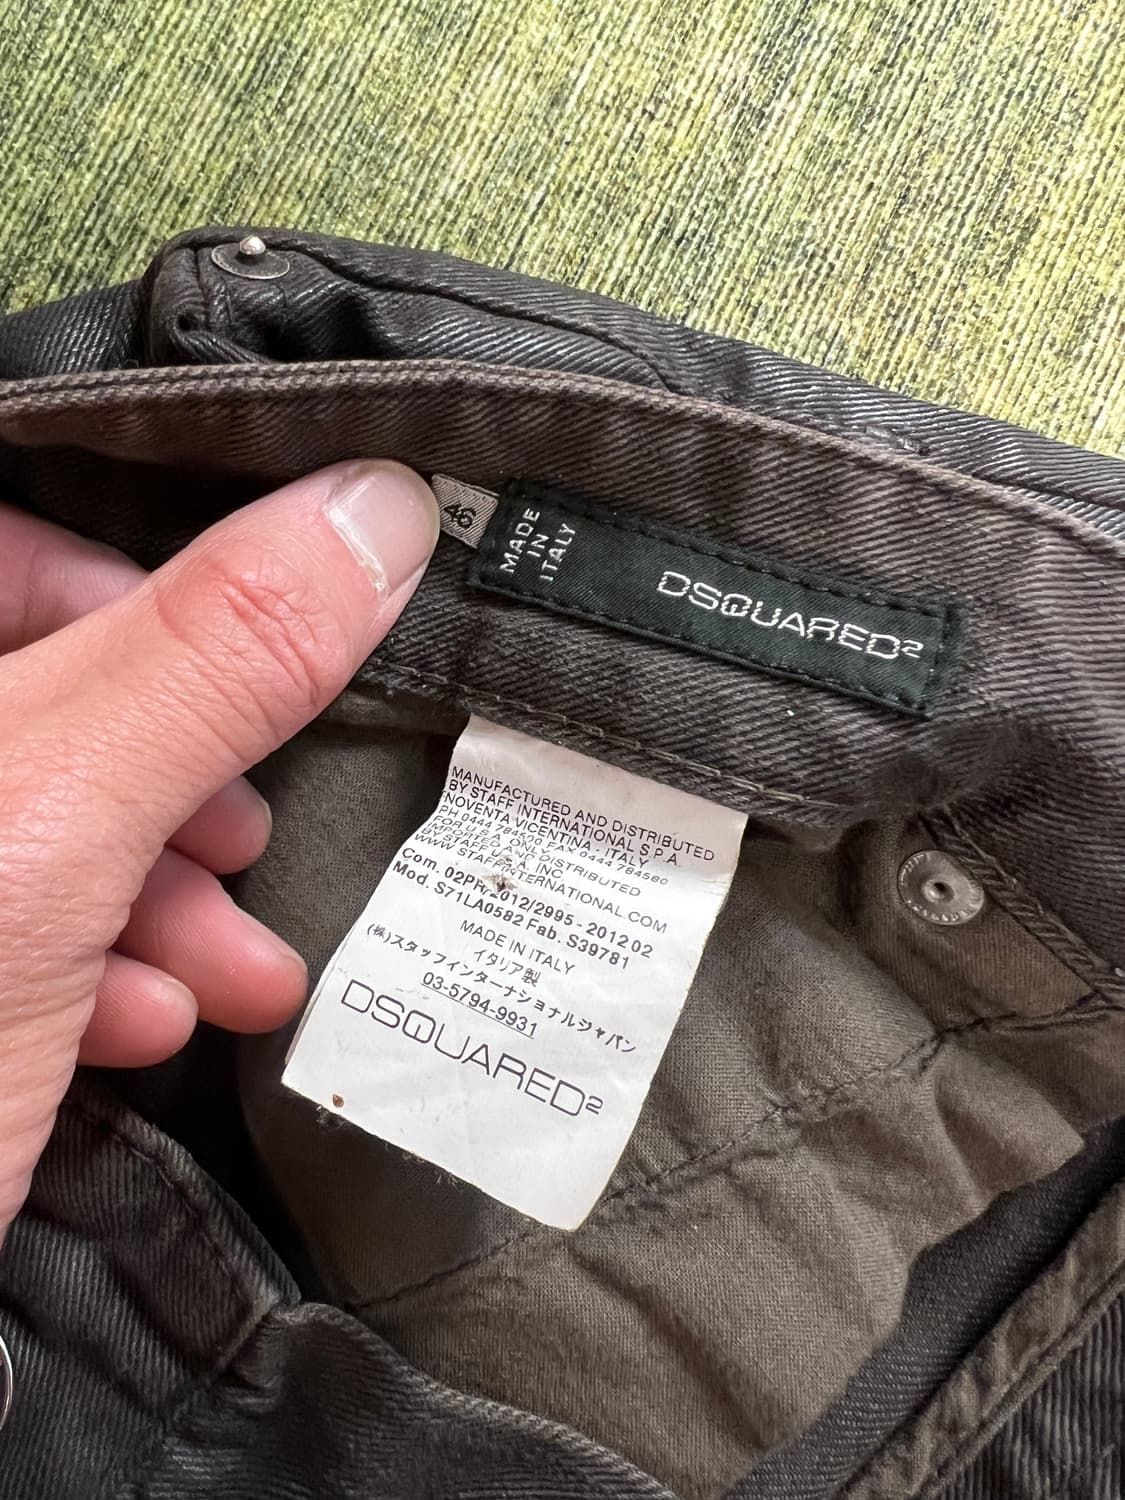 46
MADE
IN
ITALY
DSQUARED2
MANUFACTURED AND DISTRIBUTED
BY STAFF INTERNATIONAL S.P.A.
NOVENTA VICENTINA - ITALY
PH 0444 784500 FAX 0444 784580
FOR U.S.A. ONLY DISTRIBUTED
IMPORTED AND DISTRIBUTED
BY STAFF U.S.A. INC
WWW.STAFFINTERNATIONAL.COM
Com. 02PR/2012/2995 - 201202
Mod. S71LA0582 Fab. S39781
MADE IN ITALY
イタリア製
(株)スタッフインターナショナルジャパン
03-5794-9931
DSQUARED2